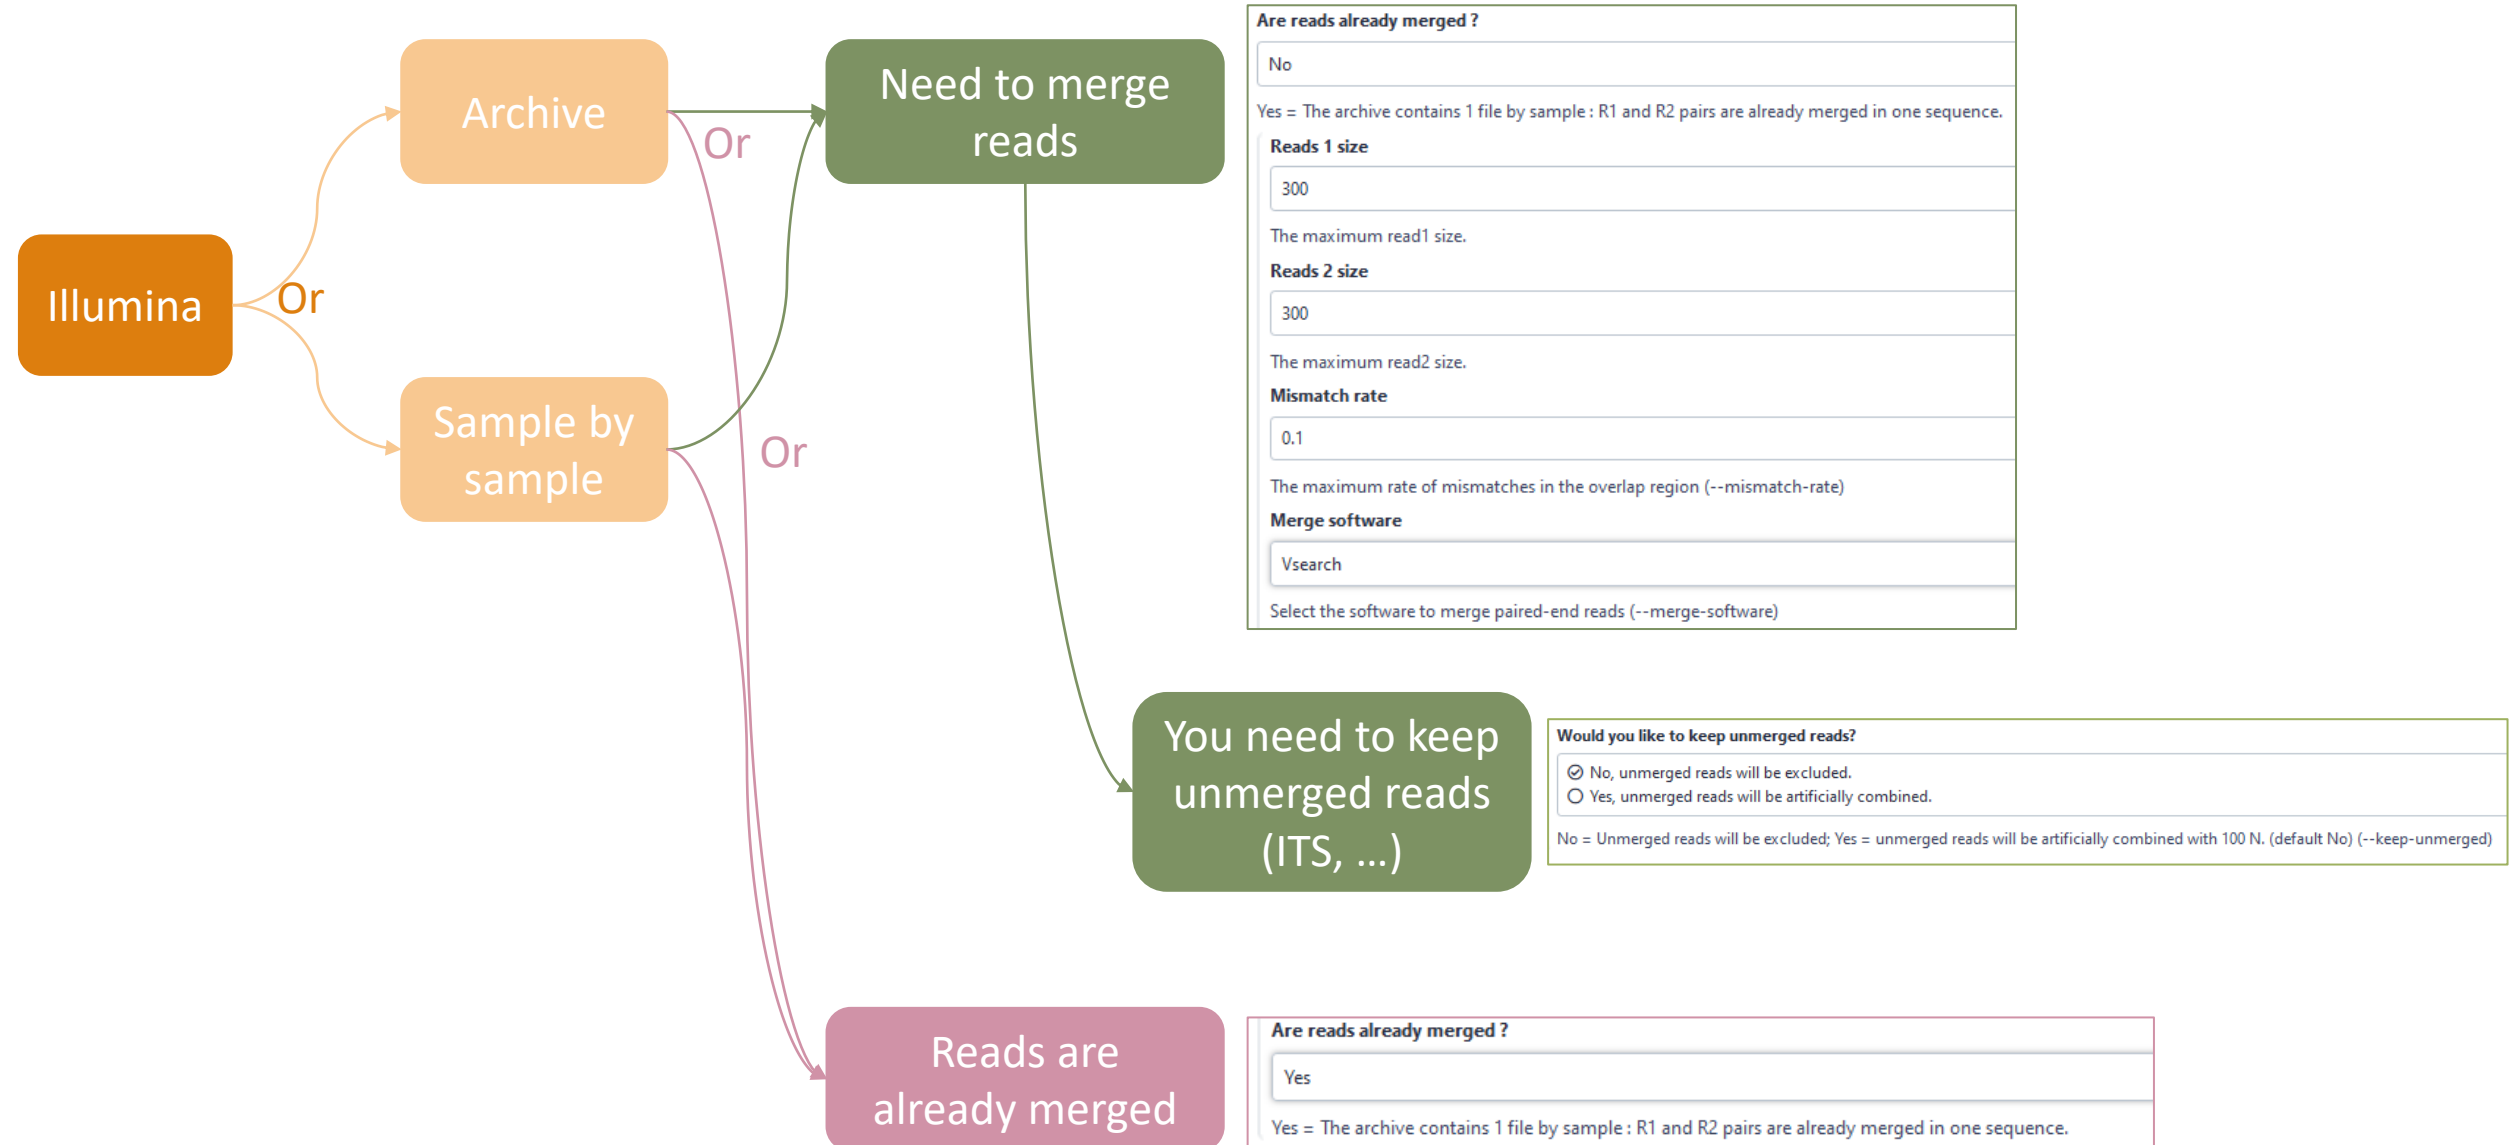 Illumina
Or
Archive
Sample by
sample
Or
Or
Need to merge
reads
Are reads already merged ?
No
Yes = The archive contains 1 file by sample : R1 and R2 pairs are already merged in one sequence.
Reads 1 size
300
The maximum read1 size.
Reads 2 size
300
The maximum read2 size.
Mismatch rate
0.1
The maximum rate of mismatches in the overlap region (--mismatch-rate)
Merge software
Vsearch
Select the software to merge paired-end reads (--merge-software)
You need to keep
unmerged reads
(ITS, ...)
Would you like to keep unmerged reads?
No, unmerged reads will be excluded.
Yes, unmerged reads will be artificially combined.
No = Unmerged reads will be excluded; Yes = unmerged reads will be artificially combined with 100 N. (default No) (--keep-unmerged)
Reads are
already merged
Are reads already merged ?
Yes
Yes = The archive contains 1 file by sample : R1 and R2 pairs are already merged in one sequence.